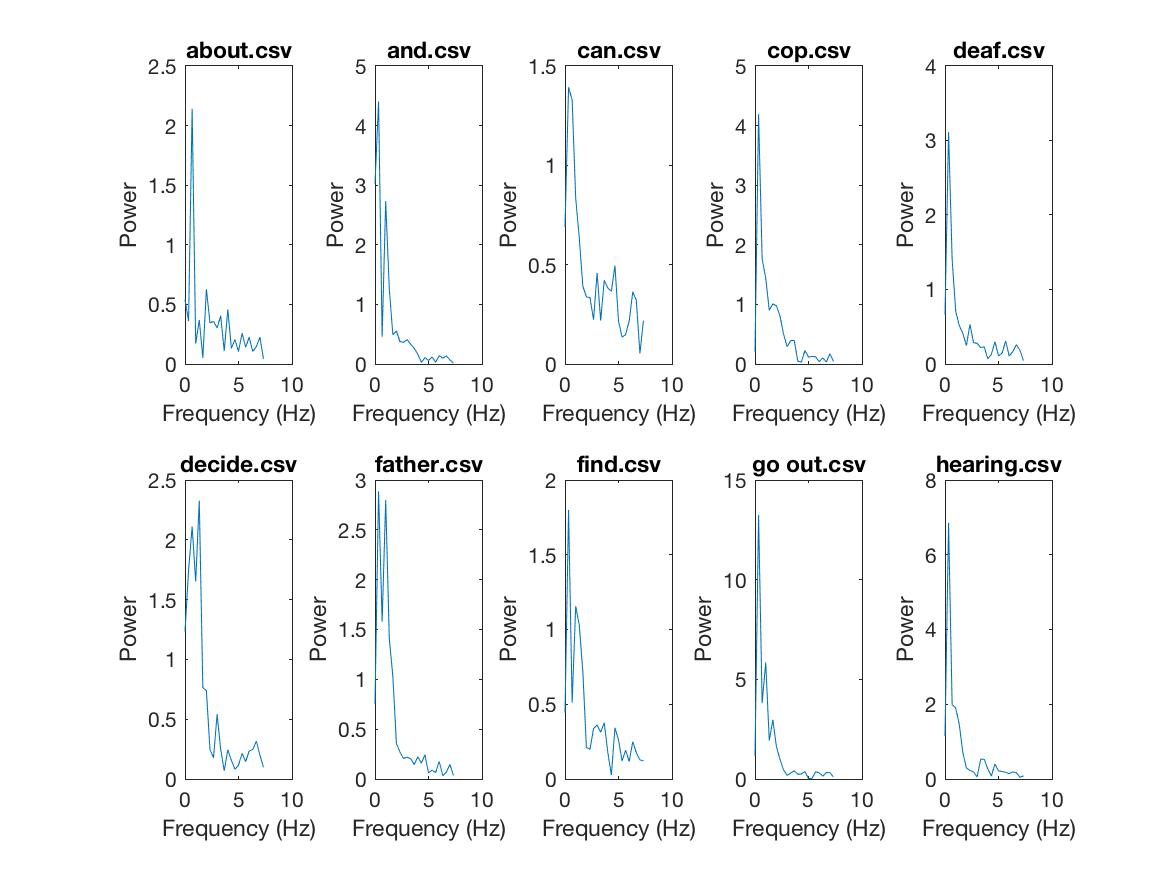 about.csv
2.5
2
1.5
1
0.5
0
0 5 10
Power
Frequency (Hz)
and.csv
5
4
3
2
1
0
0 5 10
Power
Frequency (Hz)
can.csv
1.5
1
0.5
0
0 5 10
Power
Frequency (Hz)
cop.csv
5
4
3
2
1
0
0 5 10
Power
Frequency (Hz)
deaf.csv
4
3
2
1
0
0 5 10
Power
Frequency (Hz)
decide.csv
2.5
2
1.5
1
0.5
0
0 5 10
Power
Frequency (Hz)
father.csv
3
2.5
2
1.5
1
0.5
0
0 5 10
Power
Frequency (Hz)
find.csv
2
1.5
1
0.5
0
0 5 10
Power
Frequency (Hz)
go out.csv
15
10
5
0
0 5 10
Power
Frequency (Hz)
hearing.csv
8
6
4
2
0
0 5 10
Power
Frequency (Hz)